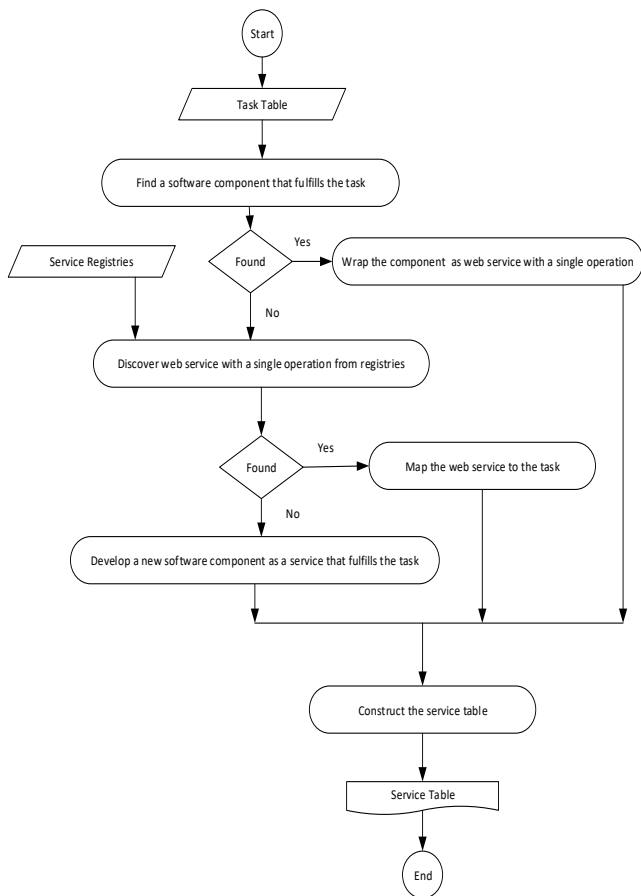 Start
Task Table
Find a software component that fulfills the task
Yes
Service Registries
Found
Wrap the component as web service with a single operation
No
Discover web service with a single operation from registries
Yes
Found
Map the web service to the task
No
Develop a new software component as a service that fulfills the task
Construct the service table
Service Table
End